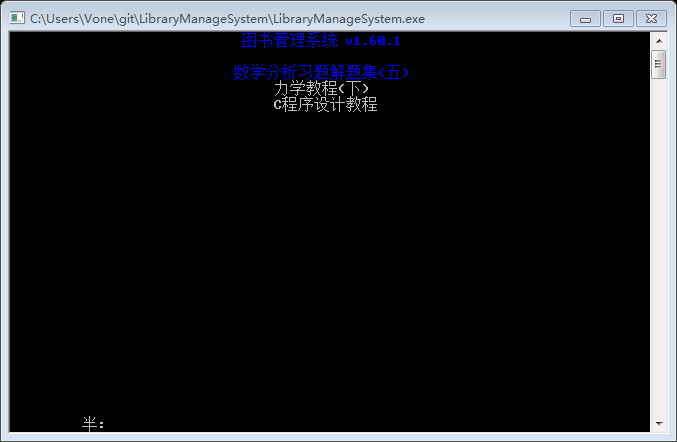 C:\Users\Vone\git\LibraryManageSystem\LibraryManageSystem.exe
图书管理系统 v1.60.1
数学分析习题解题集(五)
力学教程(下)
C程序设计教程
半: